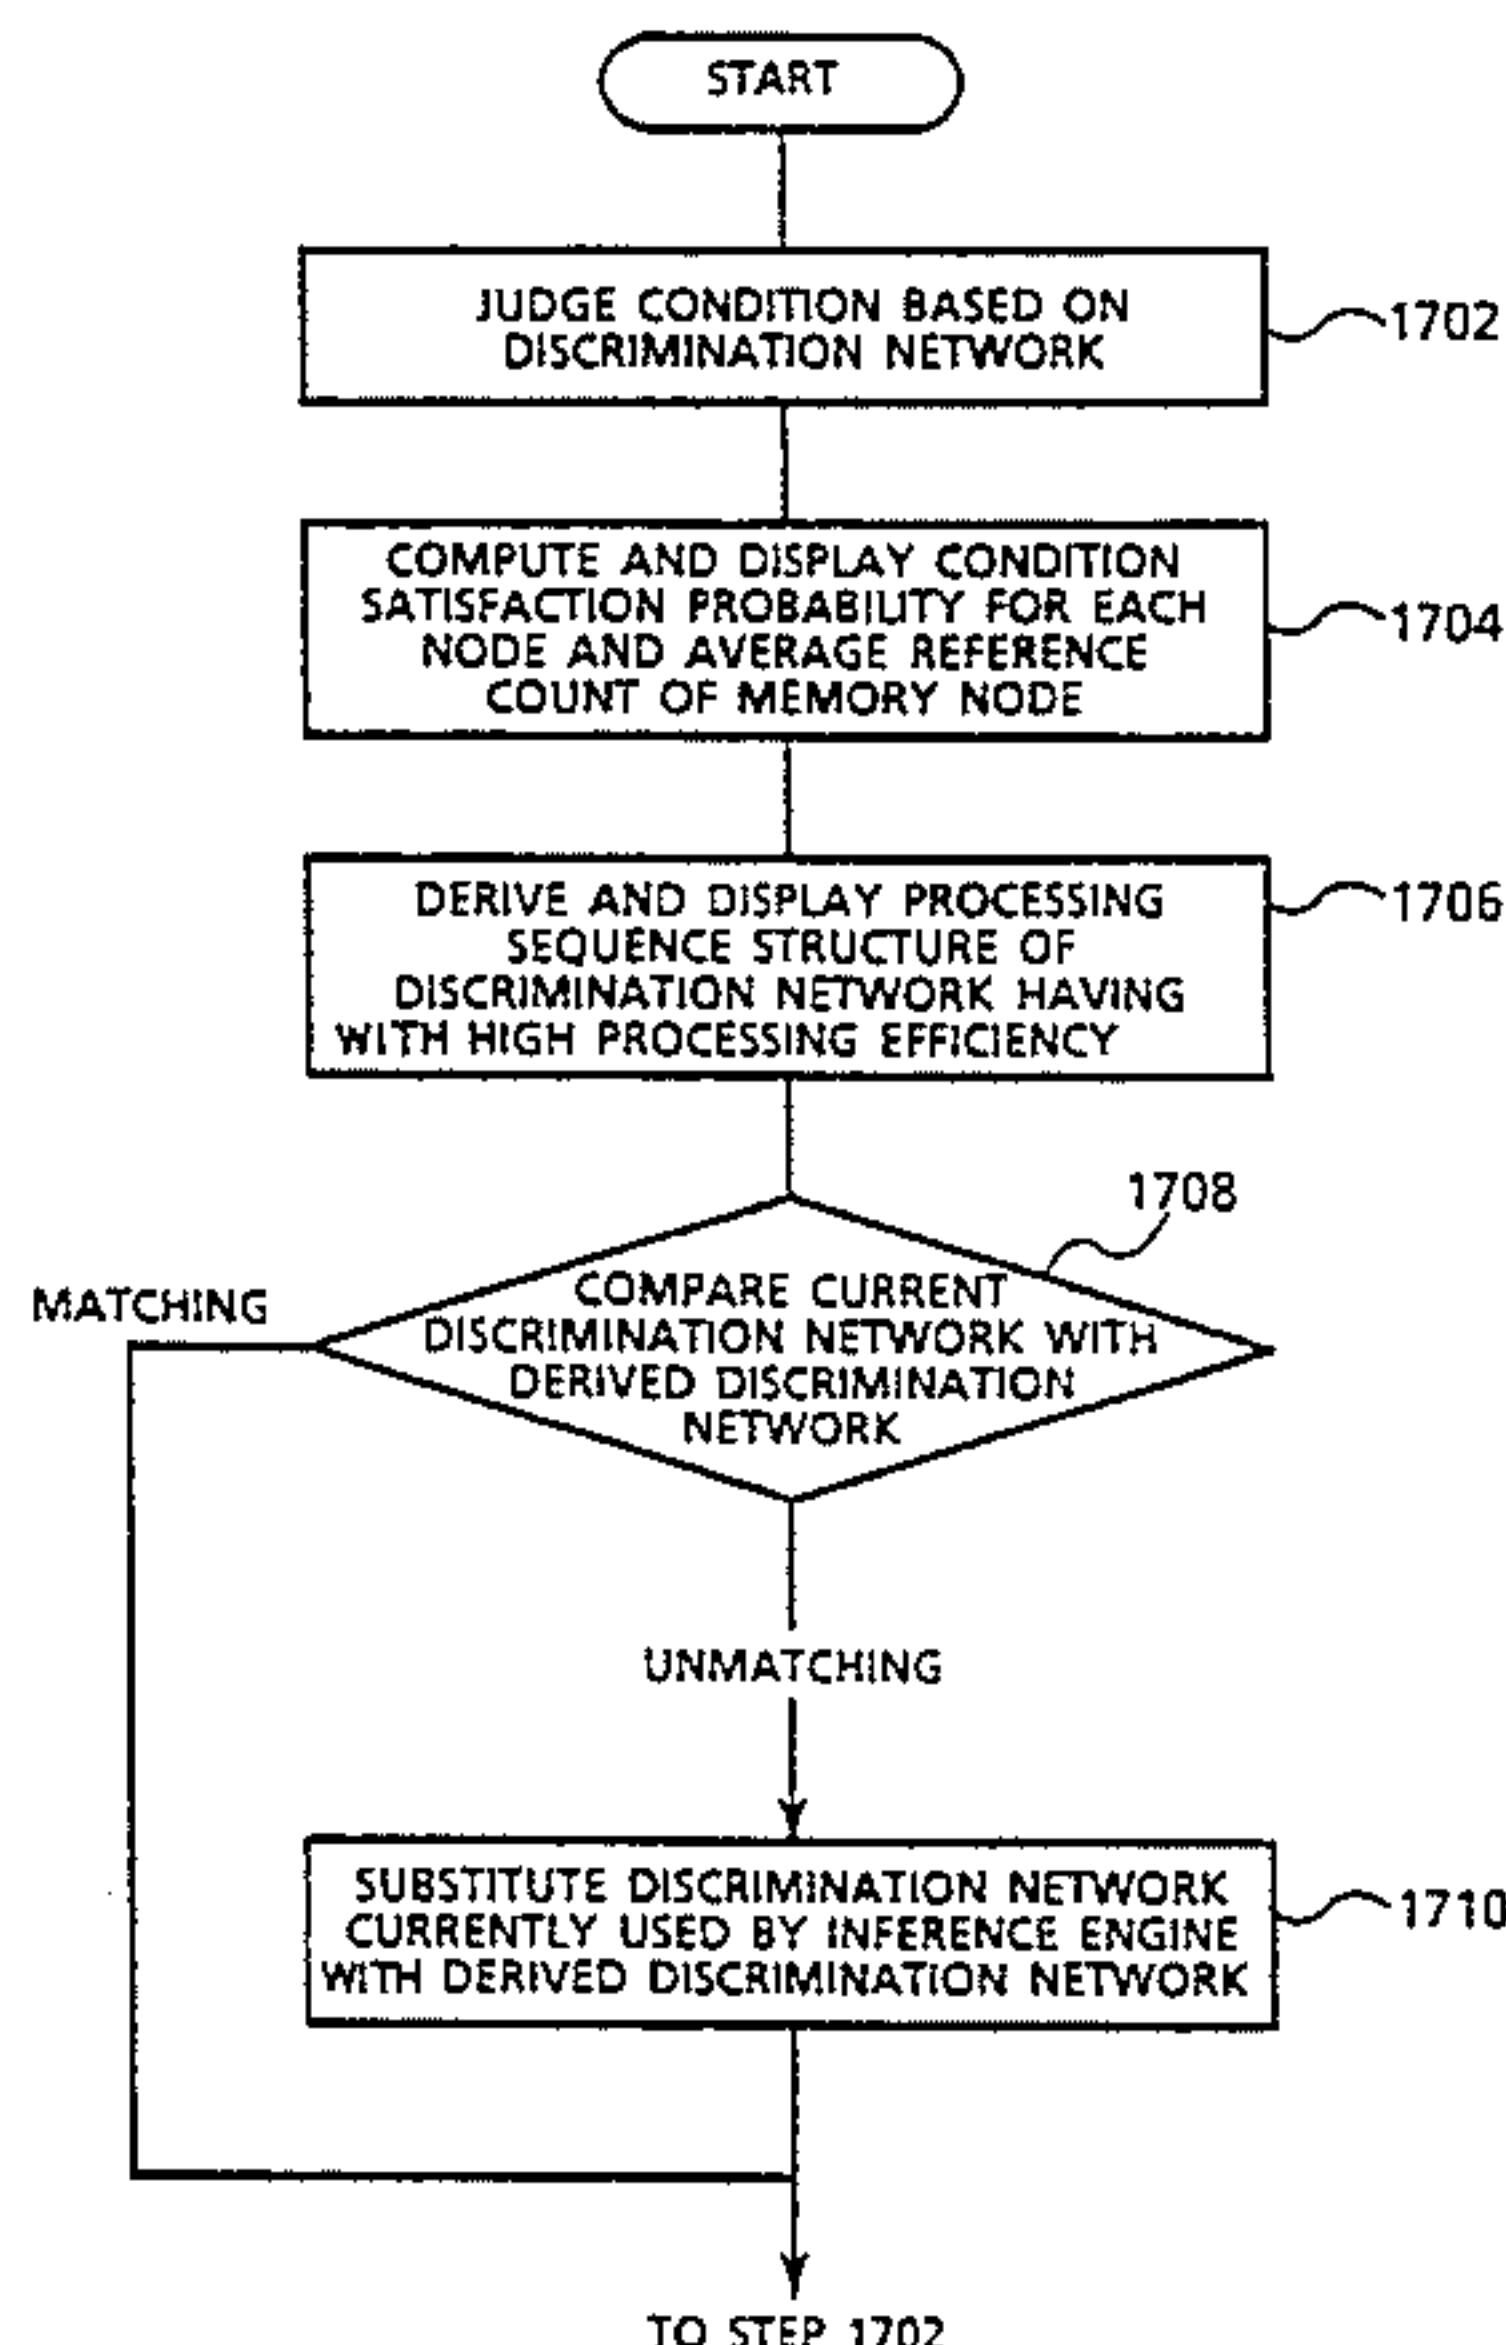 START
JUDGE CONDITION BASED ON
DISCRIMINATION NETWORK
1702
COMPUTE AND DISPLAY CONDITION
SATISFACTION PROBABILITY FOR EACH
NODE AND AVERAGE REFERENCE
COUNT OF MEMORY NODE
1704
DERIVE AND DISPLAY PROCESSING
SEQUENCE STRUCTURE OF
DISCRIMINATION NETWORK HAVING
WITH HIGH PROCESSING EFFICIENCY
1706
1708
MATCHING
COMPARE CURRENT
DISCRIMINATION NETWORK WITH
DERIVED DISCRIMINATION
NETWORK
UNMATCHING
SUBSTITUTE DISCRIMINATION NETWORK
CURRENTLY USED BY INFERENCE ENGINE
WITH DERIVED DISCRIMINATION NETWORK
1710
TO STEP 1702